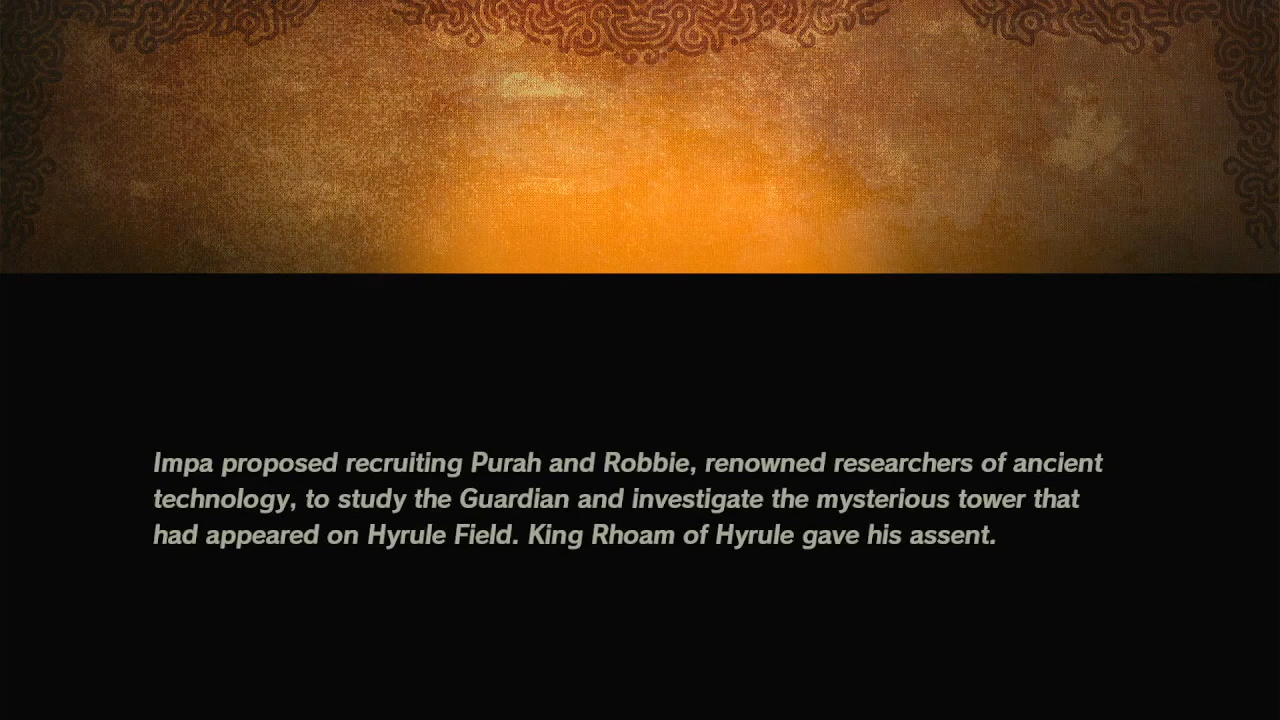 Impa proposed recruiting Purah and Robbie, renowned researchers of ancient
technology, to study the Guardian and investigate the mysterious tower that
had appeared on Hyrule Field. King Rhoam of Hyrule gave his assent.